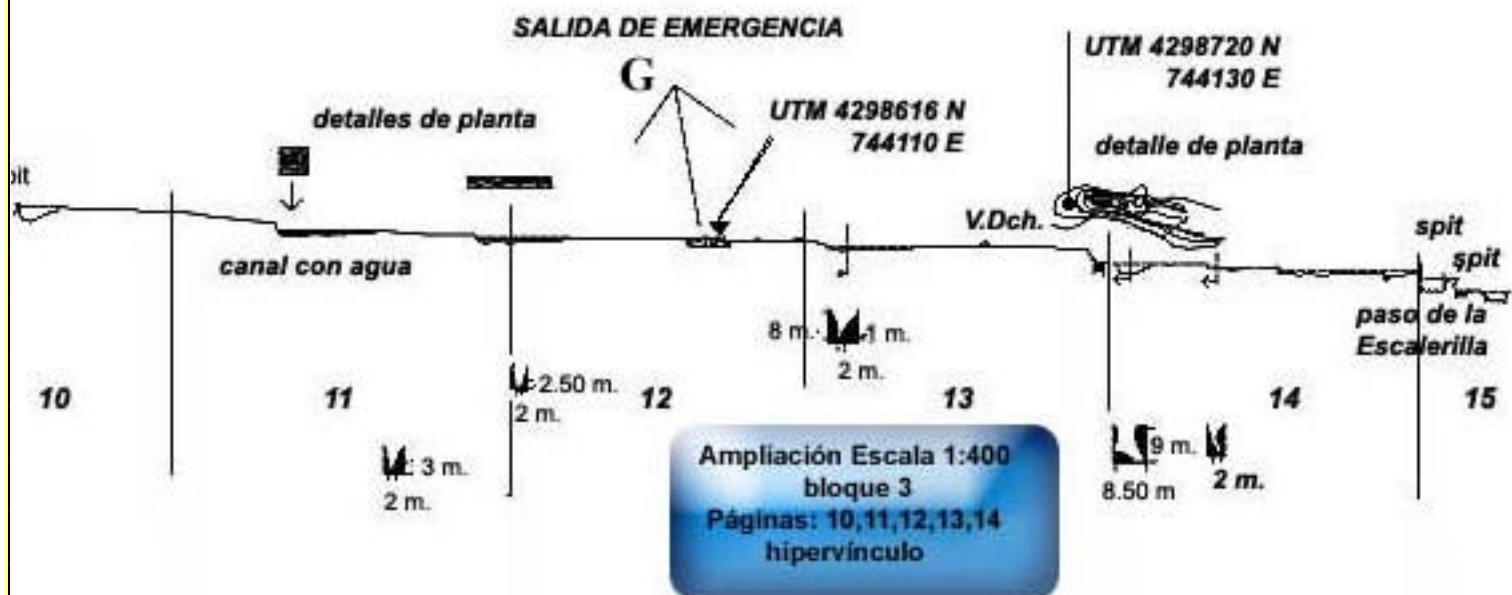 SALIDA DE EMERGENCIA
G
UTM 4298720 N
744130 E
detalles de planta
UTM 4298616 N
744110 E
detalle de planta
V.Dch.
spit
spit
canal con agua
paso de la
Escalerilla
8 m.
1 m.
2 m.
10
11
2.50 m.
2 m.
12
13
14
15
3 m.
2 m.
9 m.
8.50 m
2 m.
Ampliación Escala 1:400
bloque 3
Páginas: 10,11,12,13,14
hipervínculo